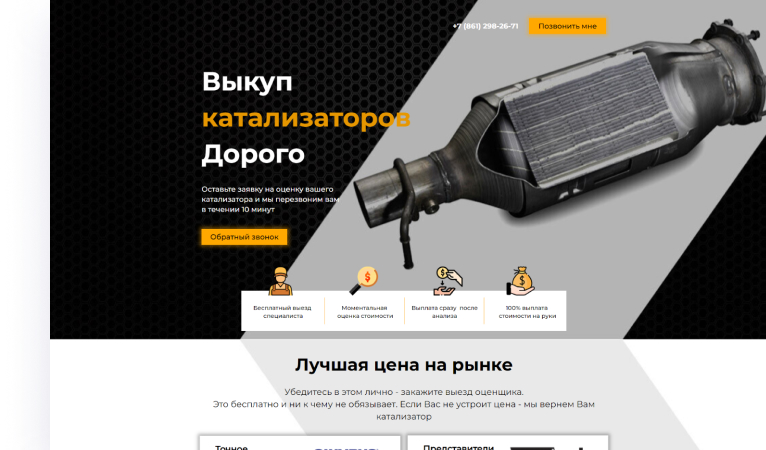 +7 (861) 298-26-71
Позвонить мне
Выкуп
катализаторов
Дорого
Оставьте заявку на оценку вашего
катализатора и мы перезвоним вам
в течении 10 минут
Обратный звонок
Бесплатный выезд
специалиста
Моментальная
оценка стоимости
Выплата сразу после
анализа
100% выплата
стоимости на руки
Лучшая цена на рынке
Убедитесь в этом лично - закажите выезд оценщика.
Это бесплатно и ни к чему не обязывает. Если Вас не устроит цена - мы вернем Вам
катализатор
Точное
Представители